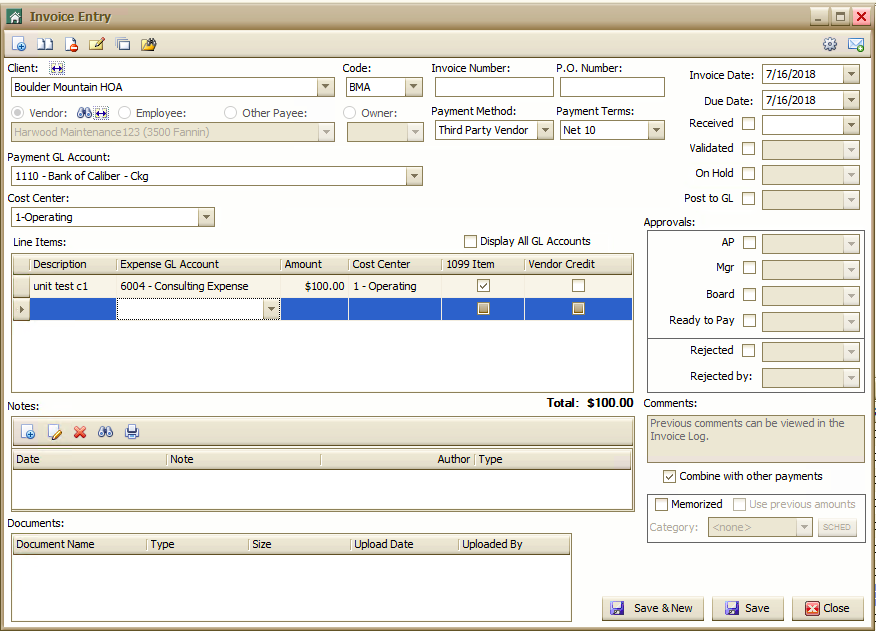 Invoice Entry
Client:
Code:
Invoice Number:
P.O. Number:
Invoice Date:
7/16/2018
Boulder Mountain HOA
BMA
Due Date:
7/16/2018
Vendor:
Employee:
Other Payee:
Owner:
Payment Method:
Payment Terms:
Received
Harwood Maintenance123 (3500 Fannin)
Third Party Vendor
Net 10
Validated
Payment GL Account:
On Hold
1110 - Bank of Caliber - Ckg
Post to GL
Cost Center:
1-Operating
Approvals:
Line Items:
Display All GL Accounts
AP
Description
Expense GL Account
Amount
Cost Center
1099 Item
Vendor Credit
Mgr
unit test c1
6004 - Consulting Expense
$100.00
1 - Operating
Board
Ready to Pay
Rejected
Rejected by:
Total: $100.00
Notes:
Comments:
Previous comments can be viewed in the
Invoice Log.
Date
Note
Author
Type
Combine with other payments
Memorized
Use previous amounts
Category:
<none>
SCHED
Documents:
Document Name
Type
Size
Upload Date
Uploaded By
Save & New
Save
Close